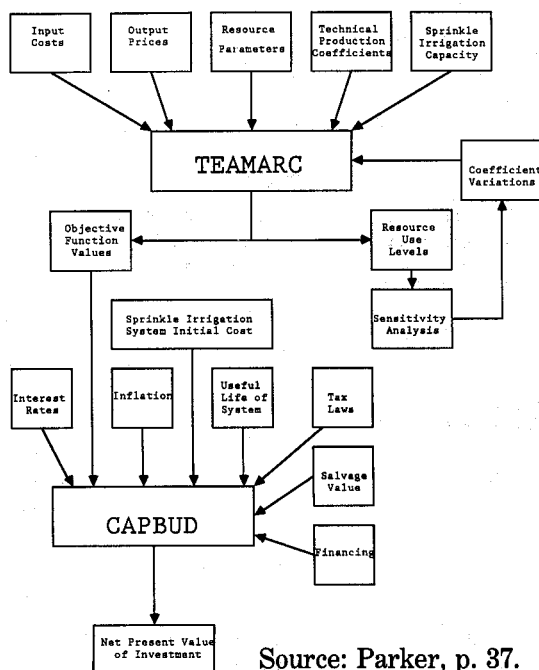 Input
Costs
Output
Prices
Resource
Parameters
Technical
Production
Coefficients
Sprinkle
Irrigation
Capacity
TEAMARC
Coefficient
Variations
Objective
Function
Values
Resource
Use
Levels
Sensitivity
Analysis
Sprinkle Irrigation
System Initial Cost
Interest
Rates
Inflation
Useful
Life of
System
Tax
Laws
Salvage
Value
CAPBUD
Financing
Net Present Value
of Investment
Source: Parker, p. 37.